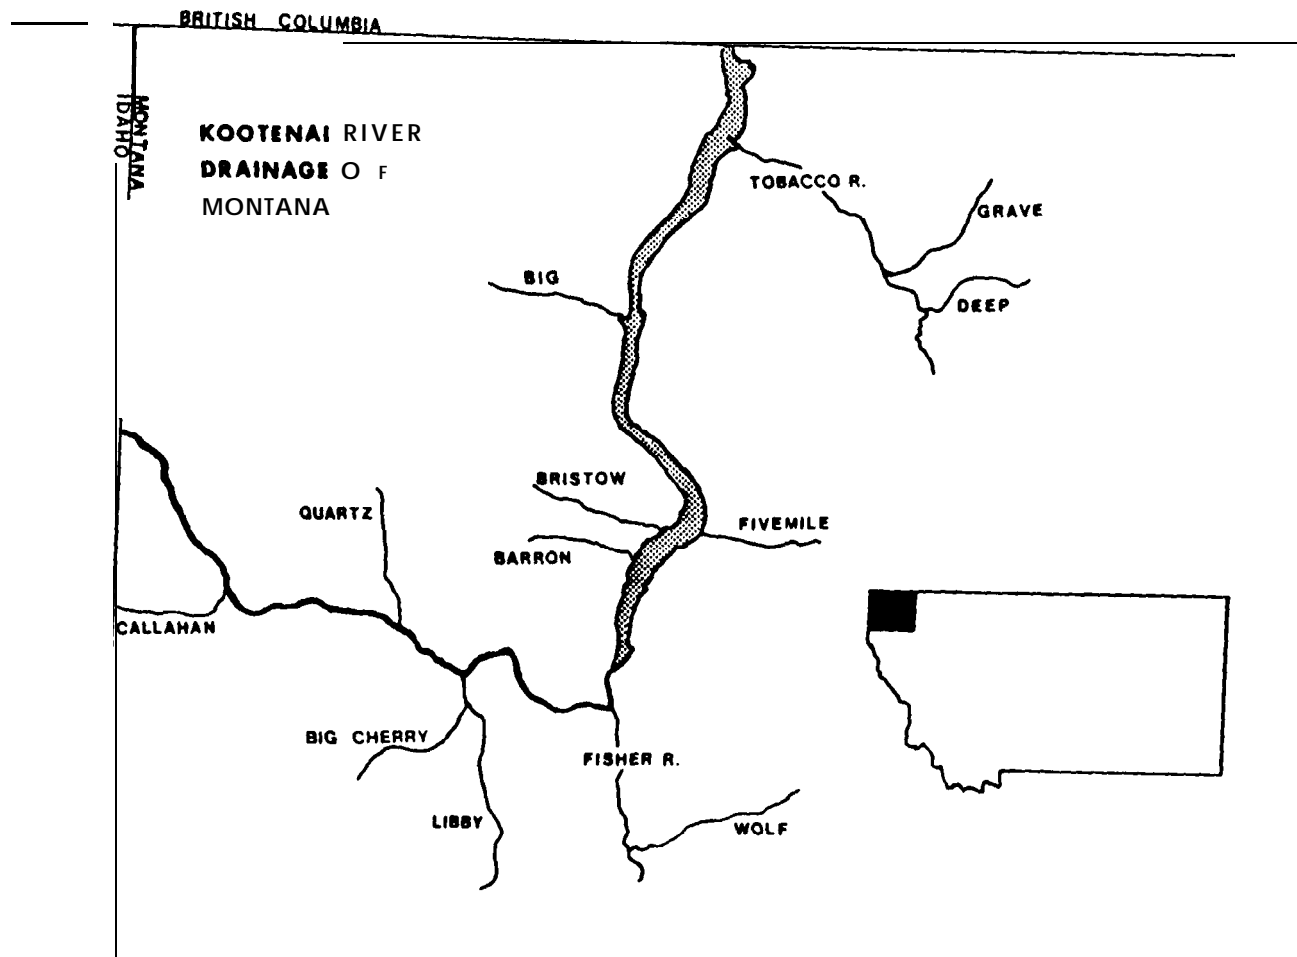 BRITISH COLUMBIA
MONTANA
IDAHO
KOOTENAI RIVER
DRAINAGE O F
MONTANA
TOBACCO R.
GRAVE
BIG
DEEP
BRISTOW
QUARTZ
FIVEMILE
BARRON
CALLAHAN
BIG CHERRY
FISHER R.
LIBBY
WOLF